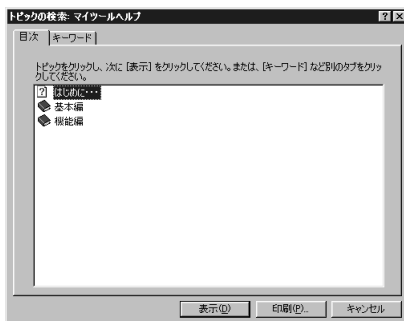 トピックの検索: マイツールヘルプ
目次 キーワード
トピックをクリックし、次に [表示] をクリックしてください。または、[キーワード] など別のタブをクリッ
クしてください。
はじめに・・・
基本編
機能編
表示(D) 印刷(P)... キャンセル